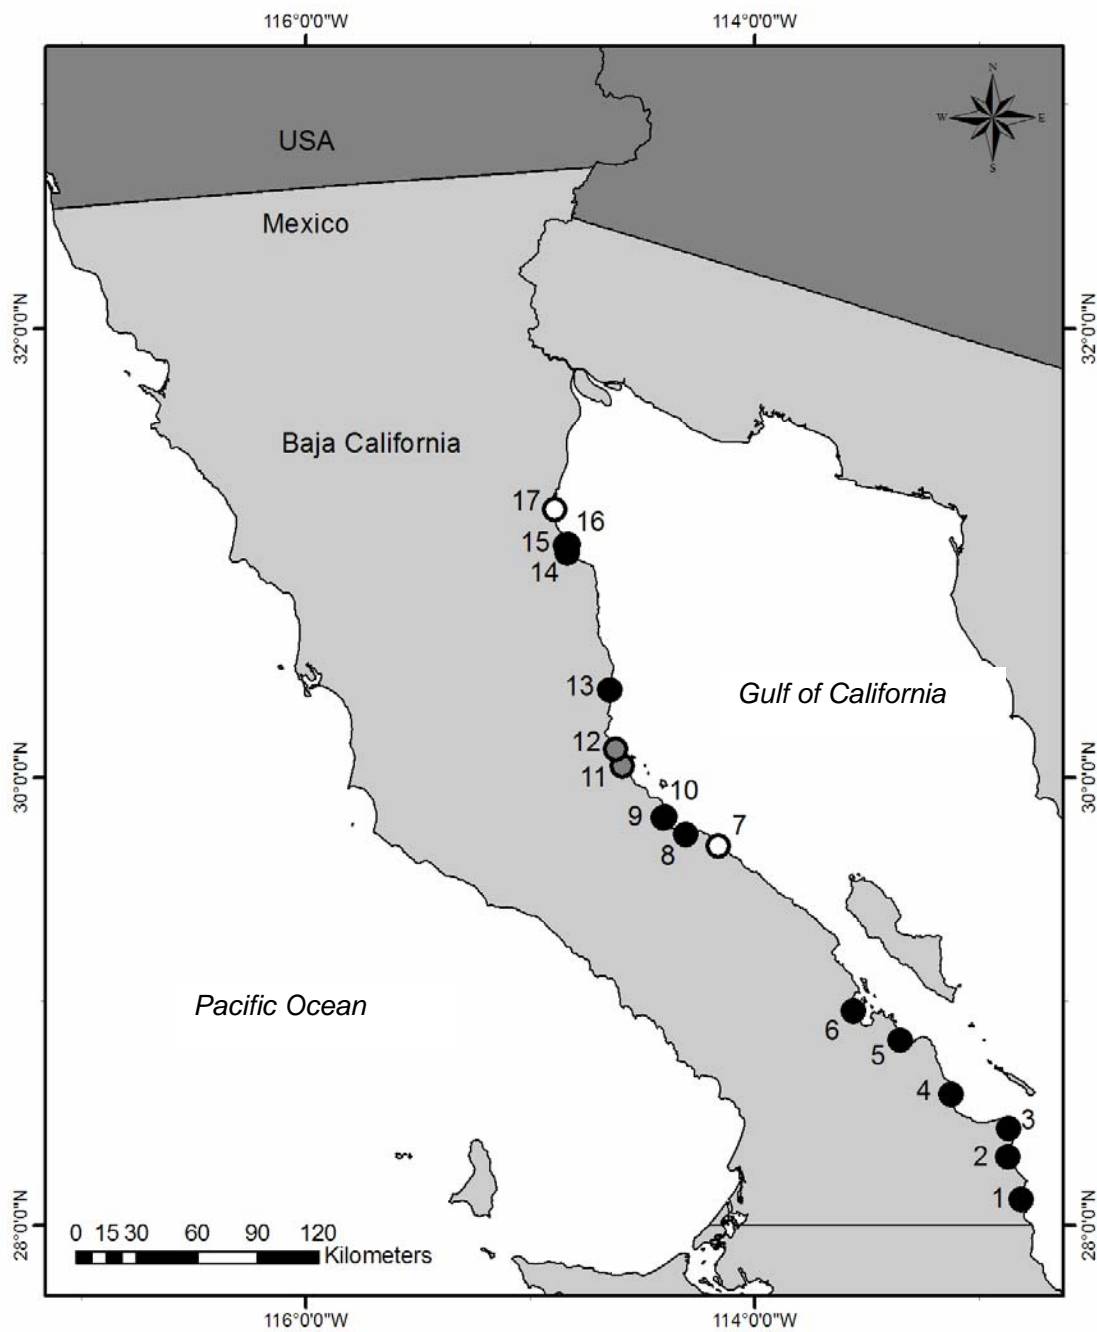 116°0'0"W 114°0'0"W
N
W E
S
USA
Mexico
32°0'0"N 32°0'0"N
Baja California
17
16
15
14
13
Gulf of California
12
11
30°0'0"N 30°0'0"N
10
9
7
8
Pacific Ocean
6
5
4
3
2
1
28°0'0"N 28°0'0"N
0 15 30 60 90 120
Kilometers
116°0'0"W 114°0'0"W